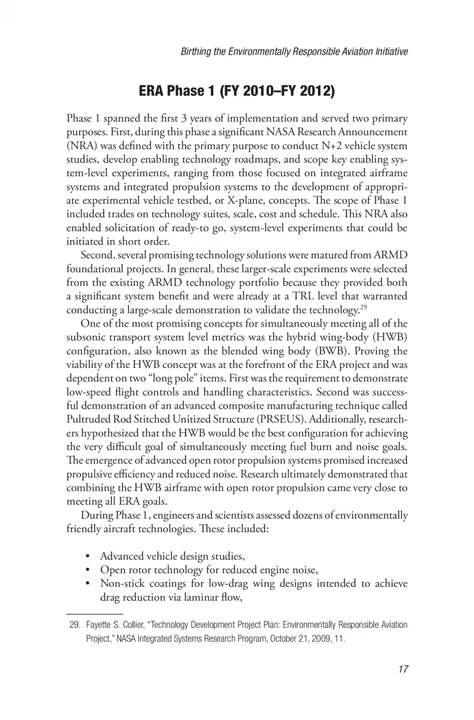 Birthing the Environmentally Responsible Aviation Initiative
ERA Phase 1 (FY 2010–FY 2012)
Phase 1 spanned the first 3 years of implementation and served two primary
purposes. First, during this phase a significant NASA Research Announcement
(NRA) was defined with the primary purpose to conduct N+2 vehicle system
studies, develop enabling technology roadmaps, and scope key enabling sys-
tem-level experiments, ranging from those focused on integrated airframe
systems and integrated propulsion systems to the development of appropri-
ate experimental vehicle testbed, or X-plane, concepts. The scope of Phase 1
included trades on technology suites, scale, cost and schedule. This NRA also
enabled solicitation of ready-to go, system-level experiments that could be
initiated in short order.
Second, several promising technology solutions were matured from ARMD
foundational projects. In general, these larger-scale experiments were selected
from the existing ARMD technology portfolio because they provided both
a significant system benefit and were already at a TRL level that warranted
conducting a large-scale demonstration to validate the technology.29
One of the most promising concepts for simultaneously meeting all of the
subsonic transport system level metrics was the hybrid wing-body (HWB)
configuration, also known as the blended wing body (BWB). Proving the
viability of the HWB concept was at the forefront of the ERA project and was
dependent on two “long pole” items. First was the requirement to demonstrate
low-speed flight controls and handling characteristics. Second was success-
ful demonstration of an advanced composite manufacturing technique called
Pultruded Rod Stitched Unitized Structure (PRSEUS). Additionally, research-
ers hypothesized that the HWB would be the best configuration for achieving
the very difficult goal of simultaneously meeting fuel burn and noise goals.
The emergence of advanced open rotor propulsion systems promised increased
propulsive efficiency and reduced noise. Research ultimately demonstrated that
combining the HWB airframe with open rotor propulsion came very close to
meeting all ERA goals.
During Phase 1, engineers and scientists assessed dozens of environmentally
friendly aircraft technologies. These included:
• Advanced vehicle design studies,
• Open rotor technology for reduced engine noise,
• Non-stick coatings for low-drag wing designs intended to achieve
drag reduction via laminar flow,
29. Fayette S. Collier, “Technology Development Project Plan: Environmentally Responsible Aviation
Project,” NASA Integrated Systems Research Program, October 21, 2009, 11.
17